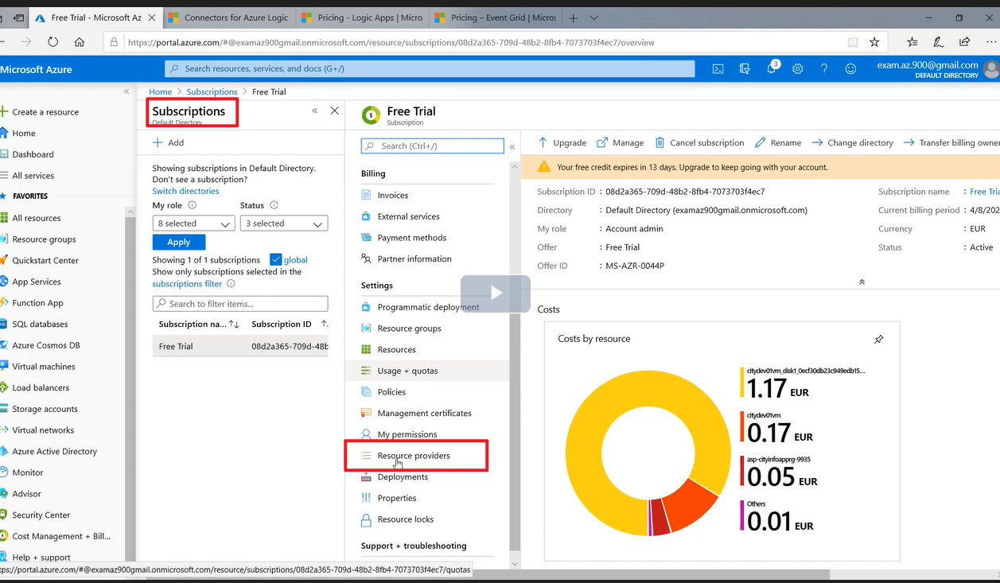 Free Trial - Microsoft Az
Connectors for Azure Logic
Pricing - Logic Apps | Micro
Pricing – Event Grid | Micros
https://portal.azure.com/#@examaz900gmail.onmicrosoft.com/resource/subscriptions/08d2a365-709d-48b2-8fb4-7073703f4ec7/overview
Microsoft Azure
Search resources, services, and docs (G+/)
3
exam.az.900@gmail.com
DEFAULT DIRECTORY
Create a resource
Home
Dashboard
All services
FAVORITES
All resources
Resource groups
Quickstart Center
App Services
Function App
SQL databases
Azure Cosmos DB
Virtual machines
Load balancers
Storage accounts
Virtual networks
Azure Active Directory
Monitor
Advisor
Security Center
Cost Management + Bill...
Help + support
Home > Subscriptions > Free Trial
Subscriptions
Default Directory
Add
Showing subscriptions in Default Directory.
Don't see a subscription?
Switch directories
My role
Status
8 selected
3 selected
Apply
Showing 1 of 1 subscriptions
global
Show only subscriptions selected in the
subscriptions filter
Search to filter items...
Subscription na...
Subscription ID
Free Trial
08d2a365-709d-48b
Free Trial
Subscription
Search (Ctrl+/)
Billing
Invoices
External services
Payment methods
Partner information
Settings
Programmatic deployment
Resource groups
Resources
Usage + quotas
Policies
Management certificates
My permissions
Resource providers
Deployments
Properties
Resource locks
Support + troubleshooting
Upgrade
Manage
Cancel subscription
Rename
Change directory
Transfer billing owner
Your free credit expires in 13 days. Upgrade to keep going with your account.
Subscription ID : 08d2a365-709d-48b2-8fb4-7073703f4ec7
Directory : Default Directory (examaz900gmail.onmicrosoft.com)
My role : Account admin
Offer : Free Trial
Offer ID : MS-AZR-0044P
Subscription name : Free Tria
Current billing period : 4/8/202
Currency : EUR
Status : Active
Costs
Costs by resource
citydev01vm_disk1_0ecf30db23c949edb15...
1.17 EUR
citydev01vm
0.17 EUR
asp-cityinfoapprg-9935
0.05 EUR
Others
0.01 EUR
tps://portal.azure.com/#@examaz900gmail.onmicrosoft.com/resource/subscriptions/08d2a365-709d-48b2-8fb4-7073703f4ec7/quotas